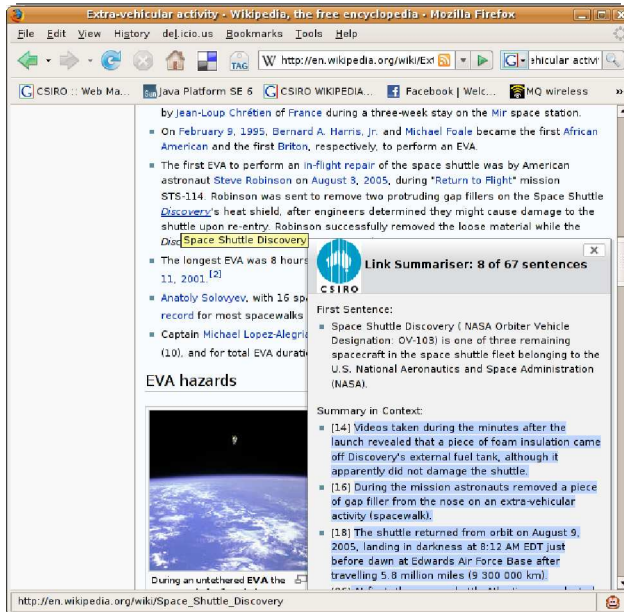 Extra-vehicular activity - Wikipedia, the free encyclopedia - Mozilla Firefox
File Edit View History del.icio.us Bookmarks Tools Help
TAG
W http://en.wikipedia.org/wiki/Ext
G
CSIRO :: Web Ma...
Java Platform SE 6
CSIRO WIKIPEDIA...
Facebook | Welc...
MQ wireless
»
by Jean-Loup Chrétien of France during a three-week stay on the Mir space station.
On February 9, 1995, Bernard A. Harris, Jr. and Michael Foale became the first African
American and the first Briton, respectively, to perform an EVA.
The first EVA to perform an in-flight repair of the space shuttle was by American
astronaut Steve Robinson on August 3, 2005, during "Return to Flight" mission
STS-114. Robinson was sent to remove two protruding gap fillers on the Space Shuttle
Discovery's heat shield, after engineers determined they might cause damage to the
shuttle upon re-entry. Robinson successfully removed the loose material while the
Disc
Space Shuttle Discovery
The longest EVA was 8 hours
11, 2001.[2]
Anatoly Solovyev, with 16 sp
record for most spacewalks
Captain Michael Lopez-Alegria
(10), and for total EVA durati
EVA hazards
During an untethered EVA the
CSIRO
Link Summariser: 8 of 67 sentences
First Sentence:
Space Shuttle Discovery ( NASA Orbiter Vehicle
Designation: OV-103) is one of three remaining
spacecraft in the space shuttle fleet belonging to the
U.S. National Aeronautics and Space Administration
(NASA).
Summary in Context:
[14] Videos taken during the minutes after the
launch revealed that a piece of foam insulation came
off Discovery's external fuel tank, although it
apparently did not damage the shuttle.
[16] During the mission astronauts removed a piece
of gap filler from the nose on an extra-vehicular
activity (spacewalk).
[18] The shuttle returned from orbit on August 9,
2005, landing in darkness at 8:12 AM EDT just
before dawn at Edwards Air Force Base after
travelling 5.8 million miles (9 300 000 km).
http://en.wikipedia.org/wiki/Space_Shuttle_Discovery